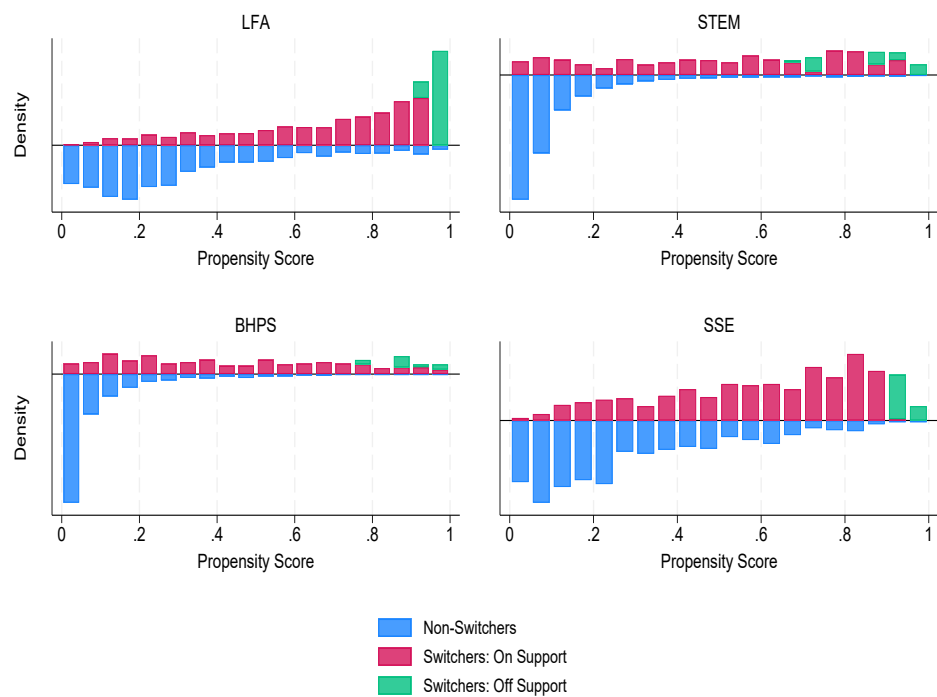 LFA
STEM
Density
0 .2 .4 .6 .8 1
0 .2 .4 .6 .8 1
Propensity Score
Propensity Score
BHPS
SSE
Density
0 .2 .4 .6 .8 1
0 .2 .4 .6 .8 1
Propensity Score
Propensity Score
Non-Switchers
Switchers: On Support
Switchers: Off Support